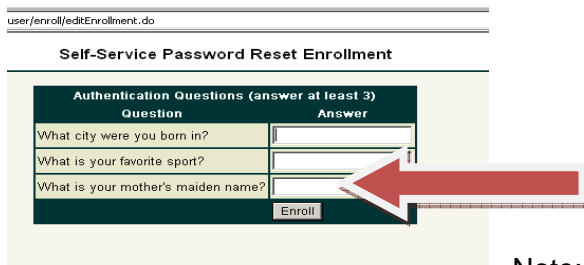 user/enroll/editEnrollment.do
Self-Service Password Reset Enrollment
Authentication Questions (answer at least 3)
Question Answer
What city were you born in?
What is your favorite sport?
What is your mother's maiden name?
Enroll